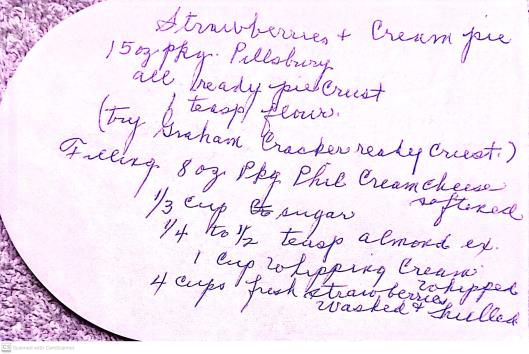 Strawberries + Cream pie
15 oz pkg. Pillsbury
all ready pie Crust
1 teasp flour.
(try Graham Cracker ready Crust.)
Filling 8 oz Pkg Phil Cream cheese
softened
1/3 cup sugar
1/4 to 1/2 teasp almond ex.
1 cup Whipping Cream
Whipped
4 cups fresh strawberries
washed & hulled
CS Scanned with CamScanner